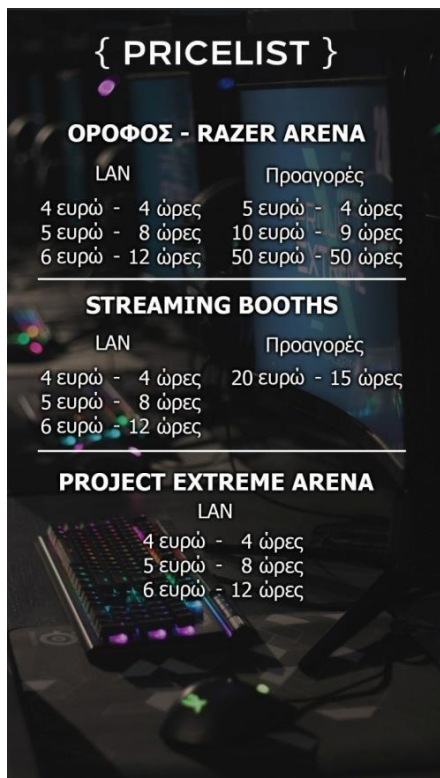 { PRICELIST }
ΟΡΟΦΟΣ - RAZER ARENA
LAN
4 ευρώ - 4 ώρες
5 ευρώ - 8 ώρες
6 ευρώ - 12 ώρες
Προαγορές
5 ευρώ - 4 ώρες
10 ευρώ - 9 ώρες
50 ευρώ - 50 ώρες
STREAMING BOOTHS
LAN
4 ευρώ - 4 ώρες
5 ευρώ - 8 ώρες
6 ευρώ - 12 ώρες
Προαγορές
20 ευρώ - 15 ώρες
PROJECT EXTREME ARENA
LAN
4 ευρώ - 4 ώρες
5 ευρώ - 8 ώρες
6 ευρώ - 12 ώρες